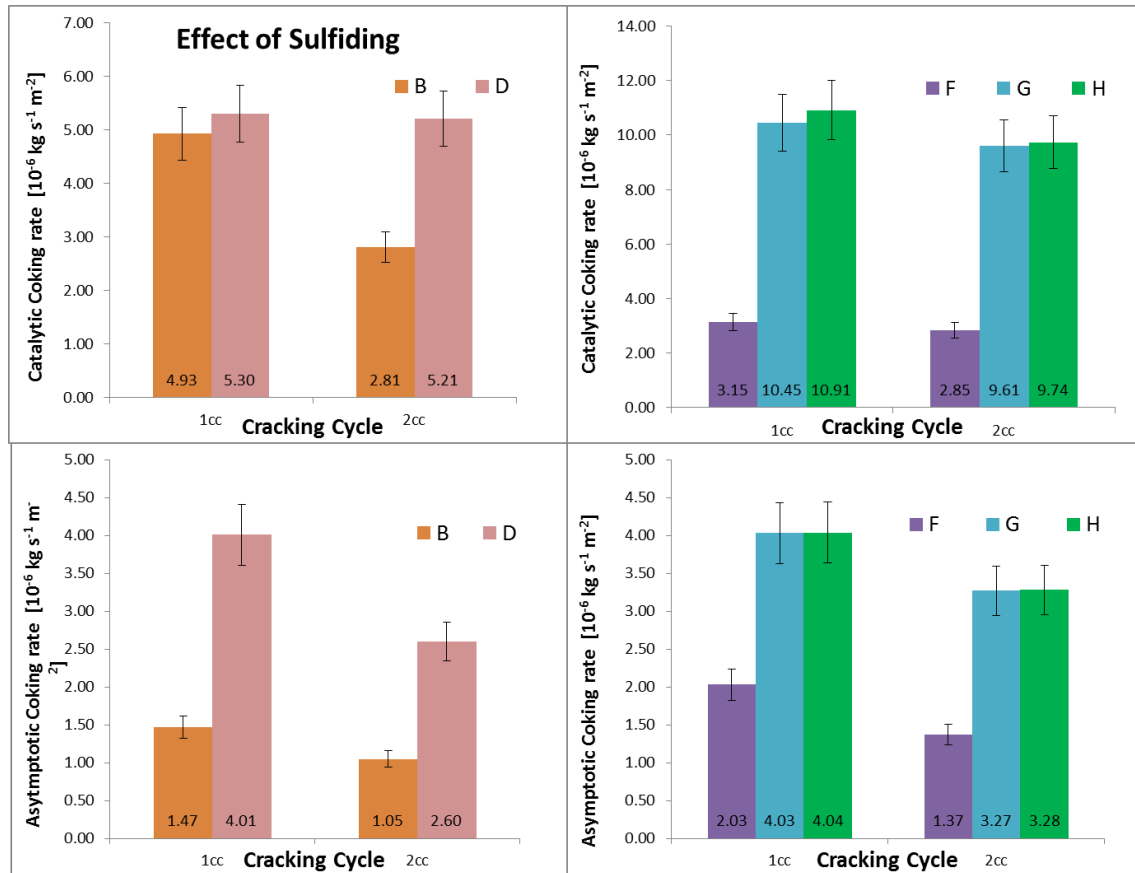 Effect of Sulfiding
Catalytic Coking rate [10⁻⁶ kg s⁻¹ m⁻²]
7.00
6.00
5.00
4.00
3.00
2.00
1.00
0.00
B D
4.93 5.30 2.81 5.21
1cc 2cc
Cracking Cycle
Catalytic Coking rate [10⁻⁶ kg s⁻¹ m⁻²]
14.00
12.00
10.00
8.00
6.00
4.00
2.00
0.00
F G H
3.15 10.45 10.91 2.85 9.61 9.74
1cc 2cc
Cracking Cycle
Asytmptotic Coking rate [10⁻⁶ kg s⁻¹ m⁻
²]
5.00
4.50
4.00
3.50
3.00
2.50
2.00
1.50
1.00
0.50
0.00
B D
1.47 4.01 1.05 2.60
1cc 2cc
Cracking Cycle
Asymptotic Coking rate [10⁻⁶ kg s⁻¹ m⁻²]
5.00
4.50
4.00
3.50
3.00
2.50
2.00
1.50
1.00
0.50
0.00
F G H
2.03 4.03 4.04 1.37 3.27 3.28
1cc 2cc
Cracking Cycle